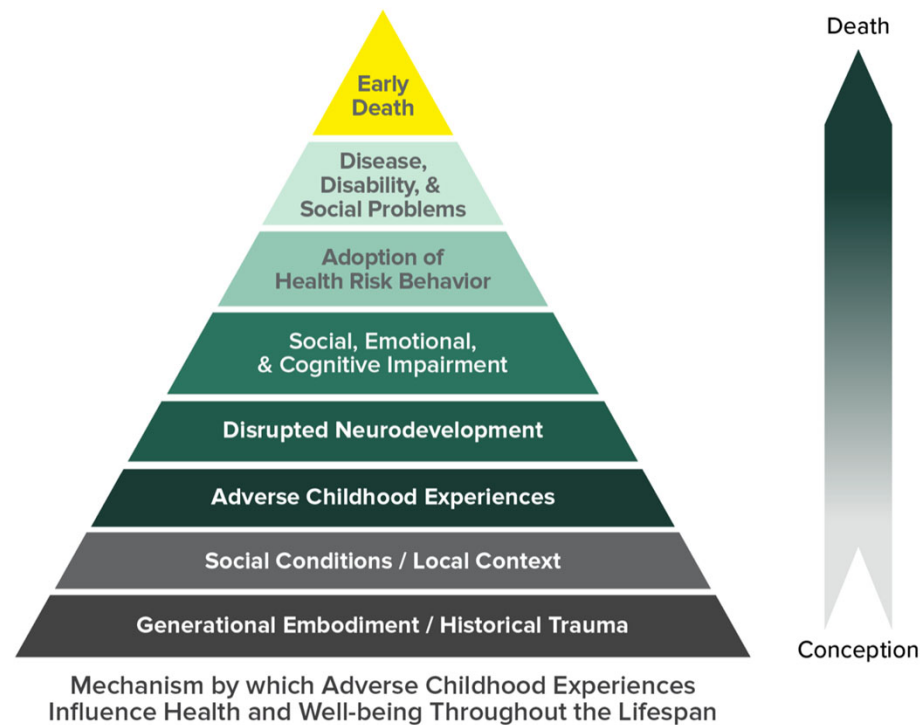 Death
Early
Death
Disease,
Disability, &
Social Problems
Adoption of
Health Risk Behavior
Social, Emotional,
& Cognitive Impairment
Disrupted Neurodevelopment
Adverse Childhood Experiences
Social Conditions / Local Context
Generational Embodiment / Historical Trauma
Conception
Mechanism by which Adverse Childhood Experiences
Influence Health and Well-being Throughout the Lifespan